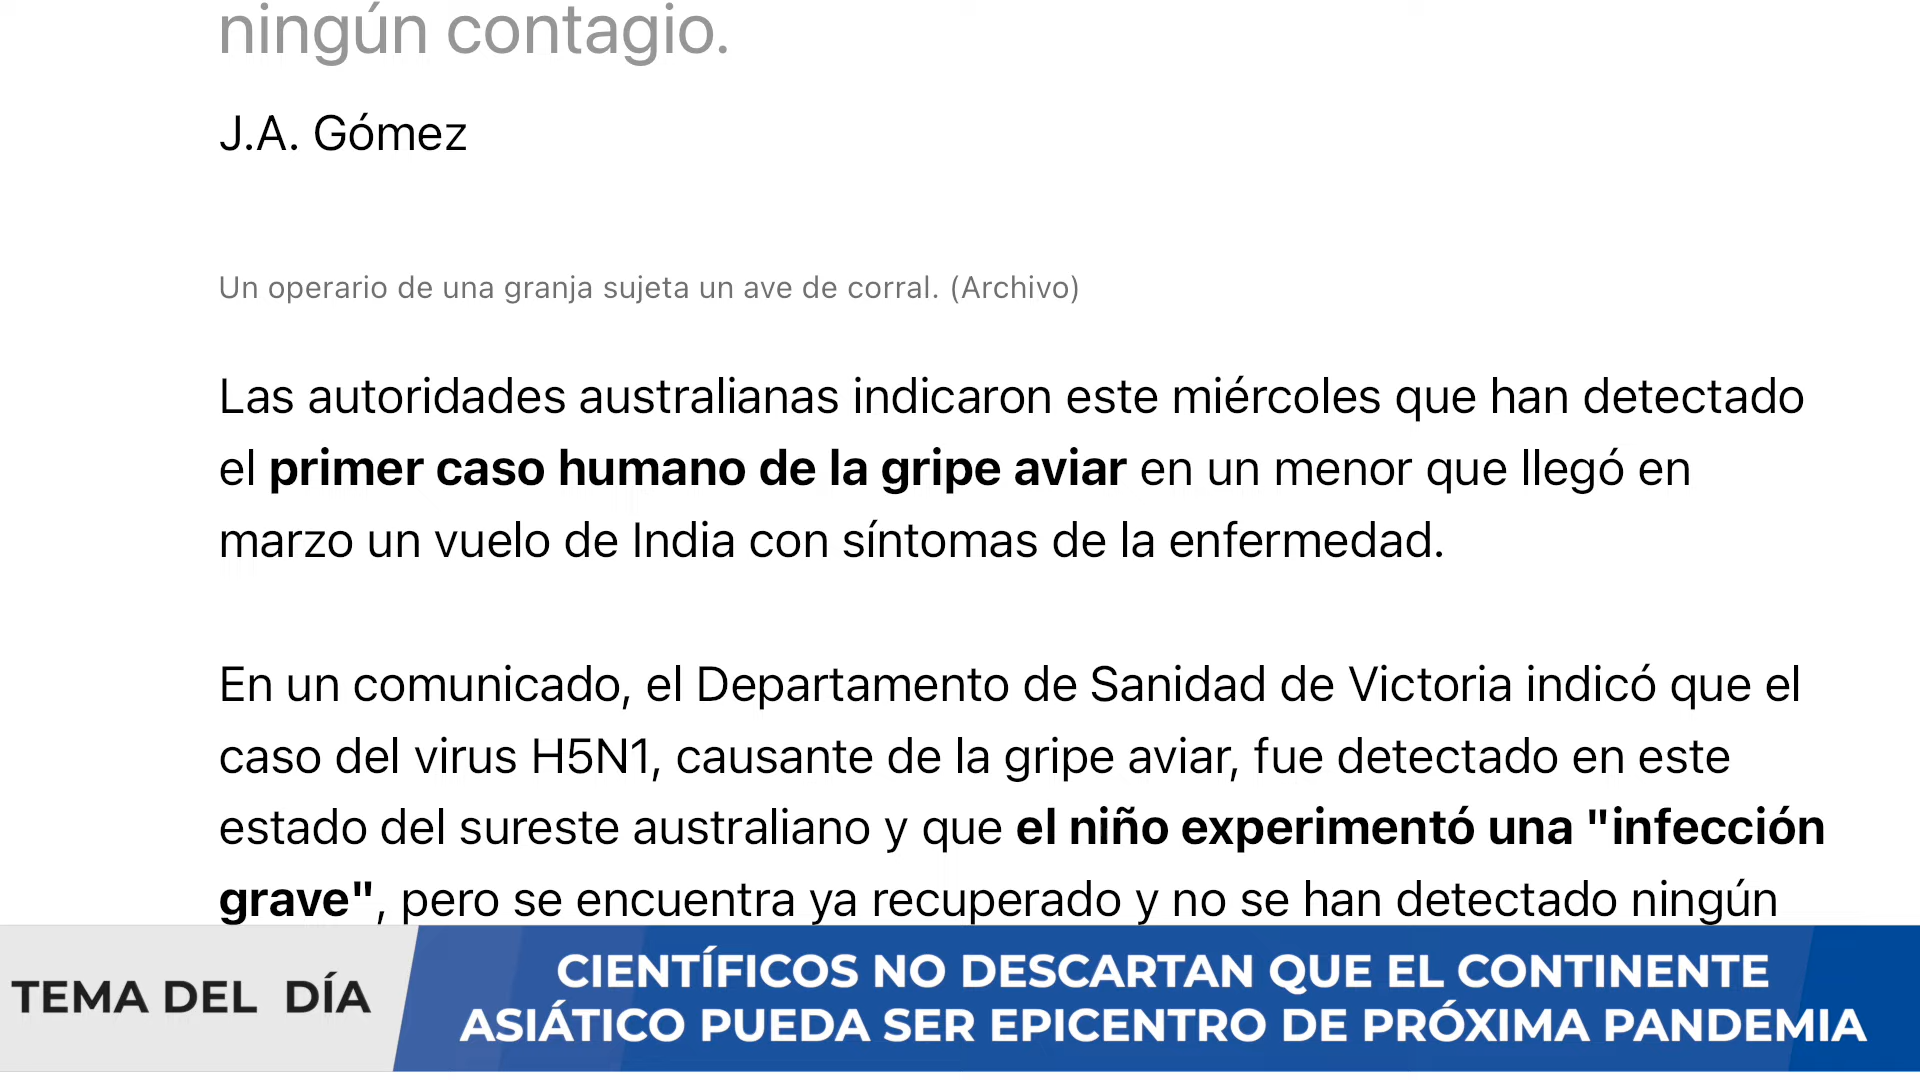 ningún contagio.
J.A. Gómez
Un operario de una granja sujeta un ave de corral. (Archivo)
Las autoridades australianas indicaron este miércoles que han detectado
el primer caso humano de la gripe aviar en un menor que llegó en
marzo un vuelo de India con síntomas de la enfermedad.
En un comunicado, el Departamento de Sanidad de Victoria indicó que el
caso del virus H5N1, causante de la gripe aviar, fue detectado en este
estado del sureste australiano y que el niño experimentó una "infección
grave", pero se encuentra ya recuperado y no se han detectado ningún
TEMA DEL DÍA
CIENTÍFICOS NO DESCARTAN QUE EL CONTINENTE
ASIÁTICO PUEDA SER EPICENTRO DE PRÓXIMA PANDEMIA